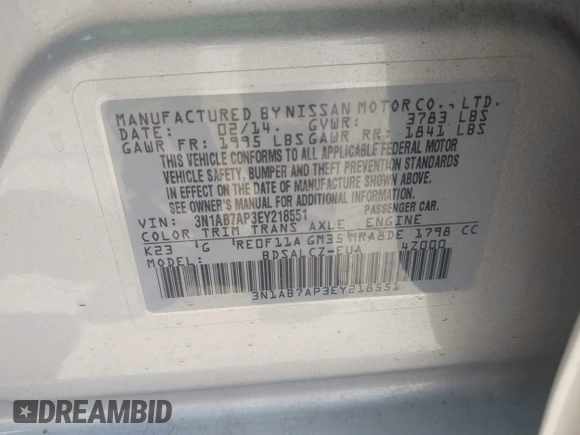 MANUFACTURED BY NISSAN MOTOR CO., LTD.
DATE: 02/14. GVWR: 3783 LBS
GAWR FR: 1995 LBS GAWR RR: 1841 LBS
THIS VEHICLE CONFORMS TO ALL APPLICABLE FEDERAL MOTOR
VEHICLE SAFETY, BUMPER AND THEFT PREVENTION STANDARDS
IN EFFECT ON THE DATE OF MANUFACTURE SHOWN ABOVE.
SEE OWNER'S MANUAL FOR ADDITIONAL INFORMATION.
VIN: 3N1AB7AP3EY218551 PASSENGER CAR.
COLOR TRIM TRANS AXLE ENGINE
K23 G RE0F11A GM35 MRA8DE 1798 CC
MODEL: BDSALCZ-EUA 4Z000
3N1AB7AP3EY218551
DREAMBID